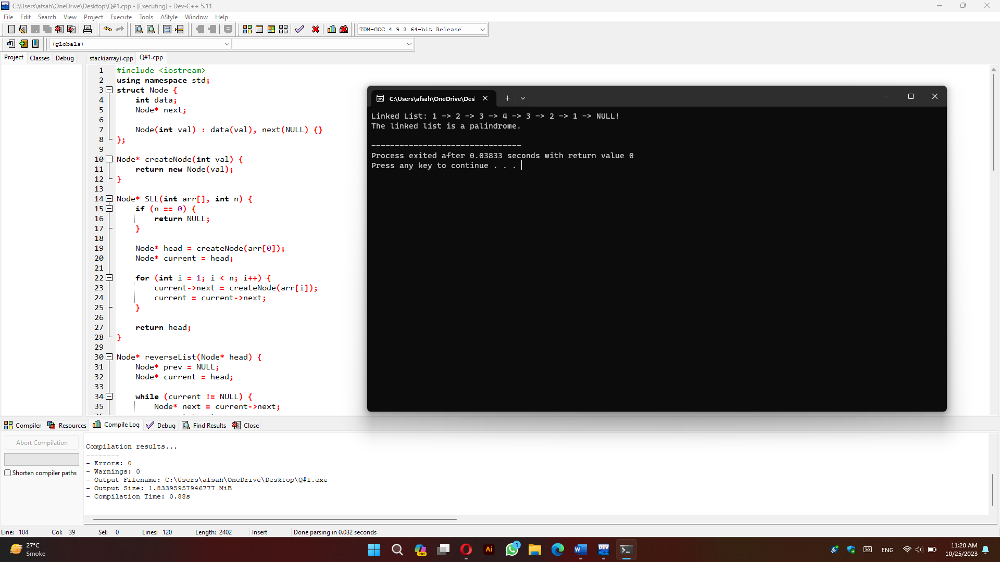 C:\Users\afsah\OneDrive\Desktop\Q#1.cpp - [Executing] - Dev-C++ 5.11
File Edit Search View Project Execute Tools AStyle Window Help
TDM-GCC 4.9.2 64-bit Release
(globals)
Project Classes Debug
stack(array).cpp Q#1.cpp
1 #include <iostream>
2 using namespace std;
3 struct Node {
4 int data;
5 Node* next;
6
7 Node(int val) : data(val), next(NULL) {}
8 };
9
10 Node* createNode(int val) {
11 return new Node(val);
12 }
13
14 Node* SLL(int arr[], int n) {
15 if (n == 0) {
16 return NULL;
17 }
18
19 Node* head = createNode(arr[0]);
20 Node* current = head;
21
22 for (int i = 1; i < n; i++) {
23 current->next = createNode(arr[i]);
24 current = current->next;
25 }
26
27 return head;
28 }
29
30 Node* reverseList(Node* head) {
31 Node* prev = NULL;
32 Node* current = head;
33
34 while (current != NULL) {
35 Node* next = current->next;
C:\Users\afsah\OneDrive\Des
Linked List: 1 -> 2 -> 3 -> 4 -> 3 -> 2 -> 1 -> NULL!
The linked list is a palindrome.
--------------------------------
Process exited after 0.03833 seconds with return value 0
Press any key to continue . . .
Compiler Resources Compile Log Debug Find Results Close
Abort Compilation
Shorten compiler paths
Compilation results...
--------
- Errors: 0
- Warnings: 0
- Output Filename: C:\Users\afsah\OneDrive\Desktop\Q#1.exe
- Output Size: 1.83395957946777 MiB
- Compilation Time: 0.88s
Line: 104 Col: 39 Sel: 0 Lines: 120 Length: 2402 Insert Done parsing in 0.032 seconds
27°C
Smoke
PRE
Ai
1
W
DEV
ENG
11:20 AM
10/25/2023